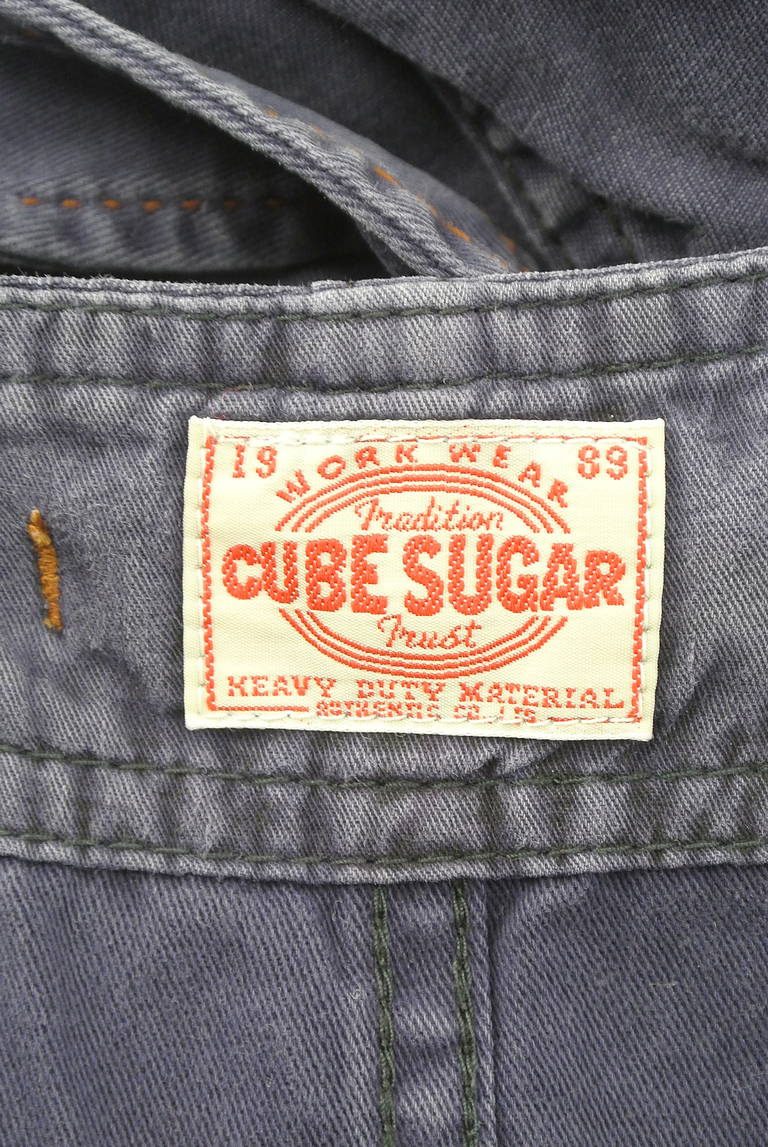 19 89
WORK WEAR
Tradition
CUBE SUGAR
Trust
HEAVY DUTY MATERIAL